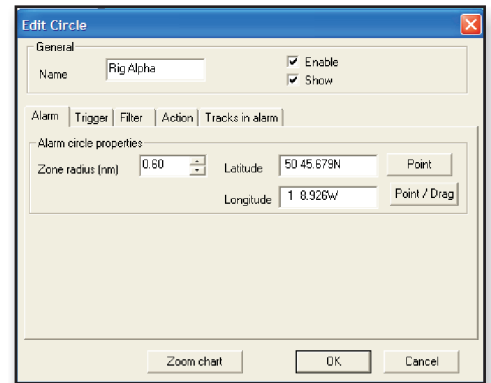 Edit Circle
General
Name Rig Alpha
Enable
Show
Alarm Trigger Filter Action Tracks in alarm
Alarm circle properties
Zone radius (nm) 0.60 Latitude 50 45.679N Point
Longitude 1 8.926W Point / Drag
Zoom chart OK Cancel